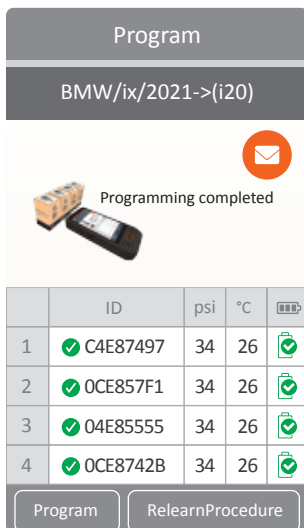 Program
BMW/ix/2021->(i20)
Programming completed
ID psi °C
1 C4E87497 34 26
2 0CE857F1 34 26
3 04E85555 34 26
4 OCE8742B 34 26
Program RelearnProcedure